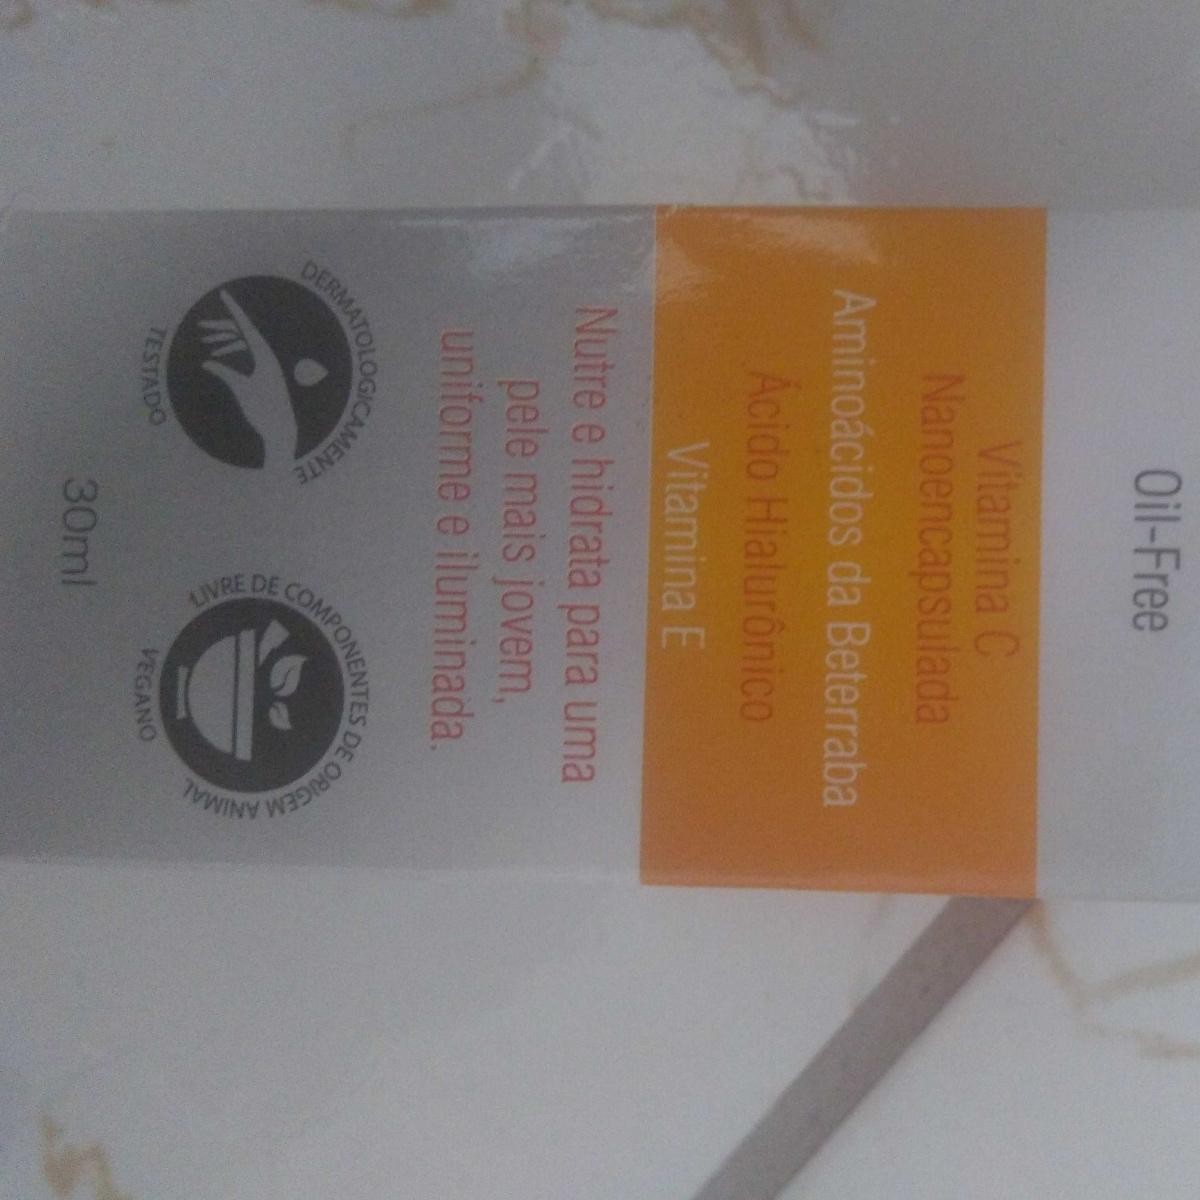 Oil-Free
Vitamina C
Nanoencapsulada
Aminoácidos da Beterraba
Ácido Hialurônico
Vitamina E
Nutre e hidrata para uma
pele mais jovem,
uniforme e iluminada.
DERMATOLOGICAMENTE
TESTADO
LIVRE DE COMPONENTES DE ORIGEM ANIMAL
VEGANO
30ml